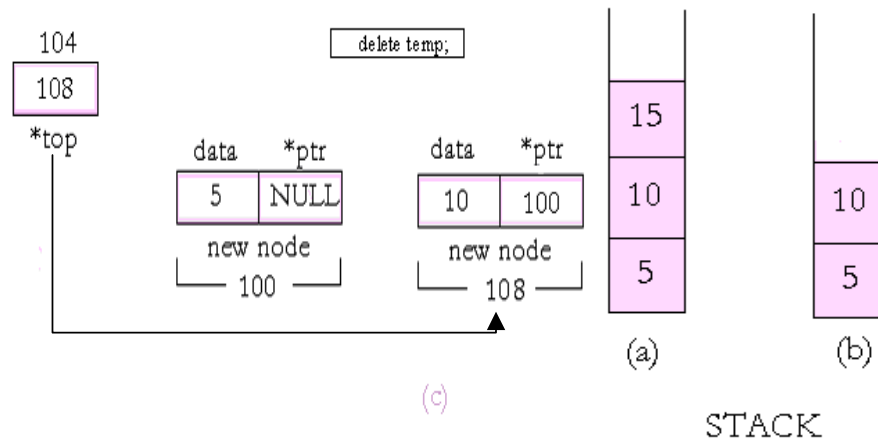 104
108
*top
delete temp;
data *ptr
5 NULL
new node
100
data *ptr
10 100
new node
108
(c)
15
10
5
(a)
10
5
(b)
STACK